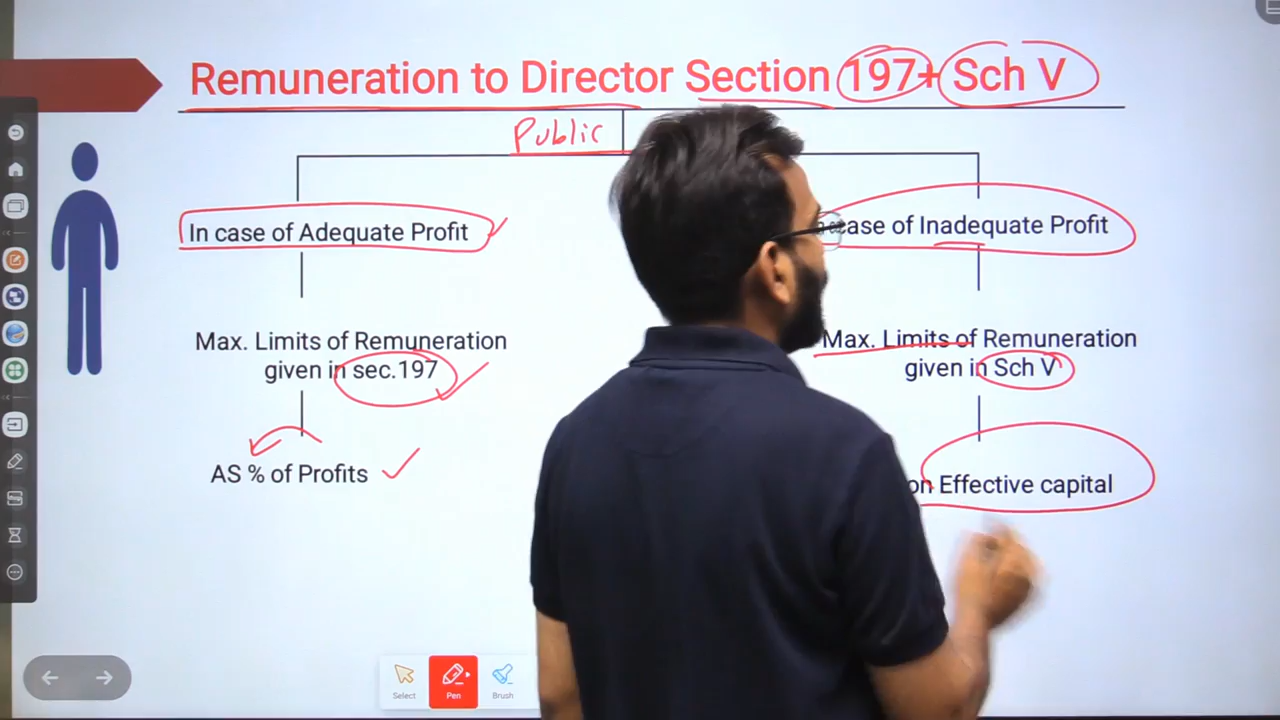 Remuneration to Director Section 197+ Sch V
Public
In case of Adequate Profit
case of Inadequate Profit
Max. Limits of Remuneration
given in sec.197
Max. Limits of Remuneration
given in Sch V
AS % of Profits
on Effective capital
Select
Pen
Brush